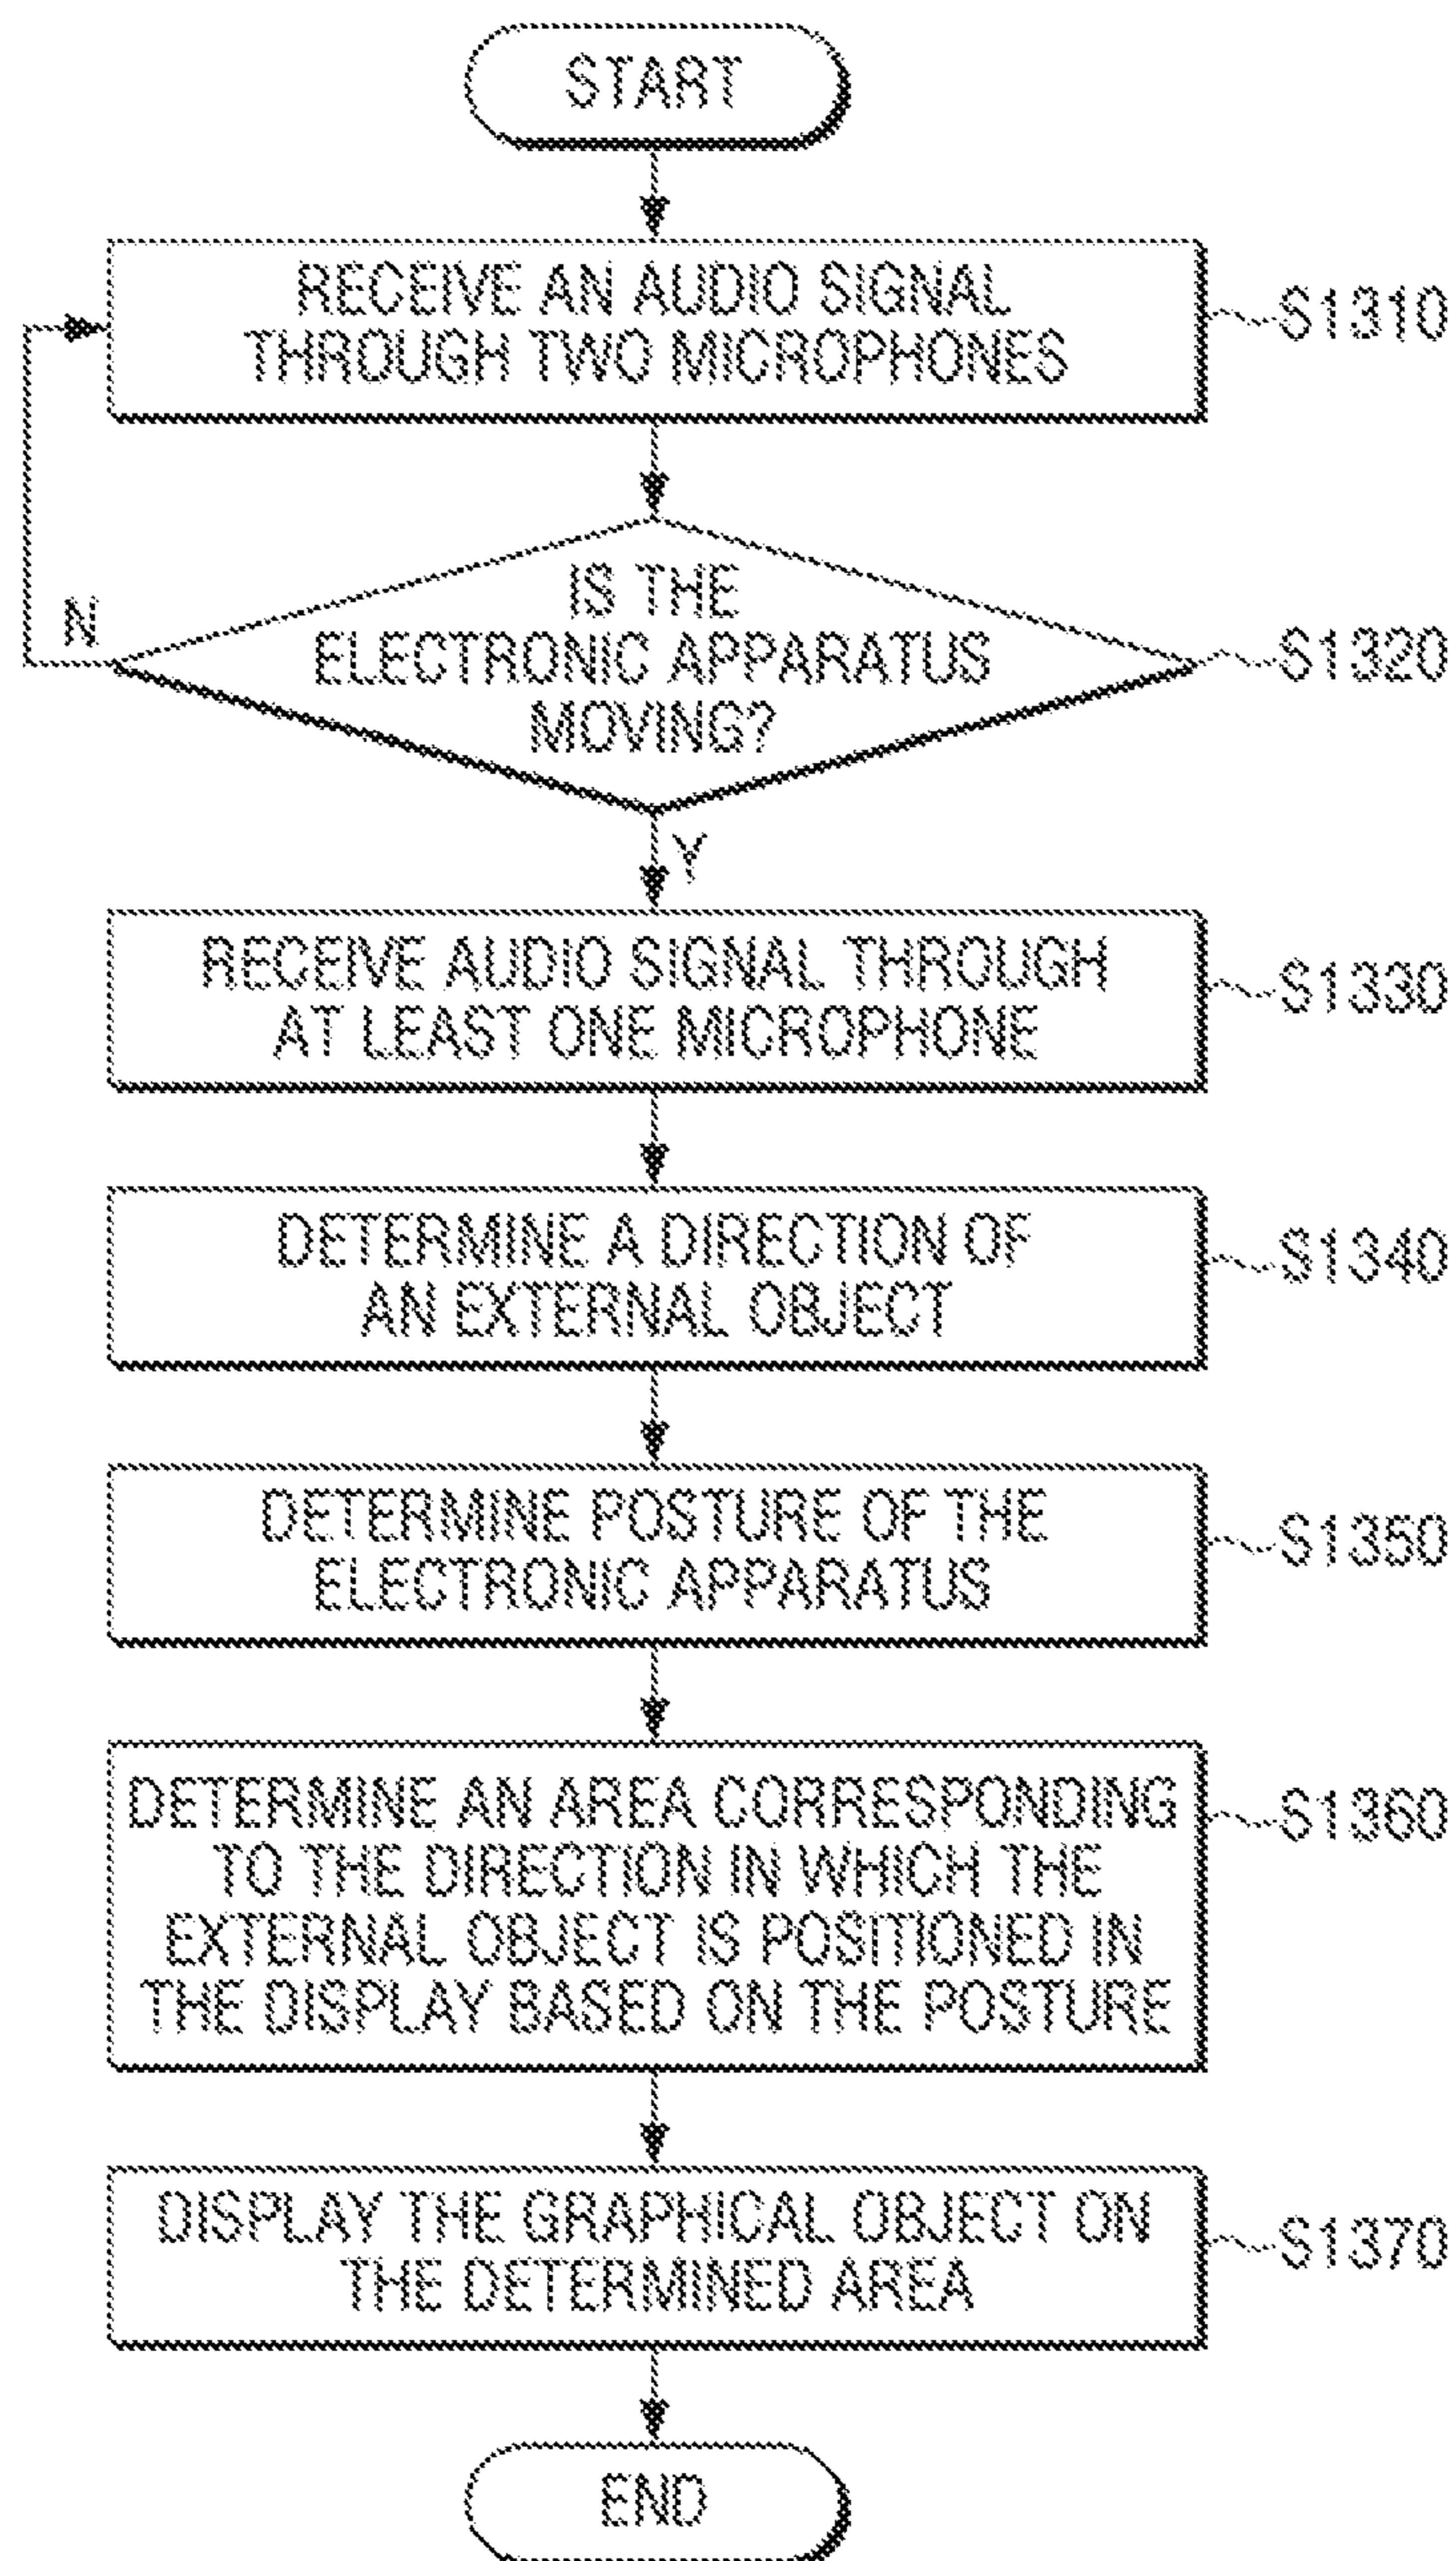 START
RECEIVE AN AUDIO SIGNAL
THROUGH TWO MICROPHONES
S1310
IS THE
ELECTRONIC APPARATUS
MOVING?
S1320
N
Y
RECEIVE AUDIO SIGNAL THROUGH
AT LEAST ONE MICROPHONE
S1330
DETERMINE A DIRECTION OF
AN EXTERNAL OBJECT
S1340
DETERMINE POSTURE OF THE
ELECTRONIC APPARATUS
S1350
DETERMINE AN AREA CORRESPONDING
TO THE DIRECTION IN WHICH THE
EXTERNAL OBJECT IS POSITIONED IN
THE DISPLAY BASED ON THE POSTURE
S1360
DISPLAY THE GRAPHICAL OBJECT ON
THE DETERMINED AREA
S1370
END